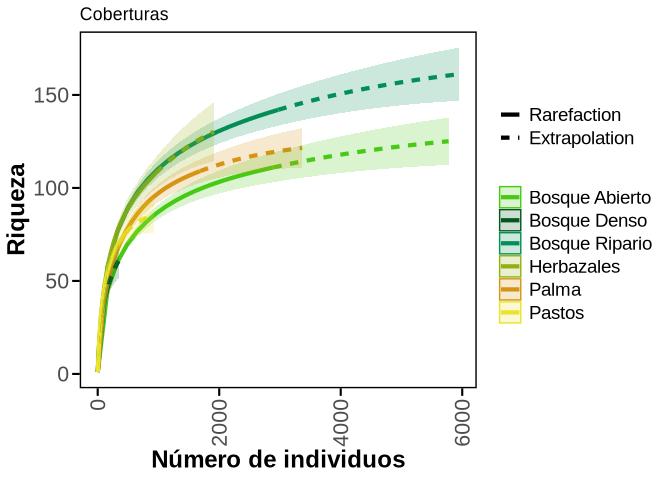 Coberturas
Riqueza
150
100
50
0
0
2000
4000
6000
Número de individuos
Rarefaction
Extrapolation
Bosque Abierto
Bosque Denso
Bosque Ripario
Herbazales
Palma
Pastos